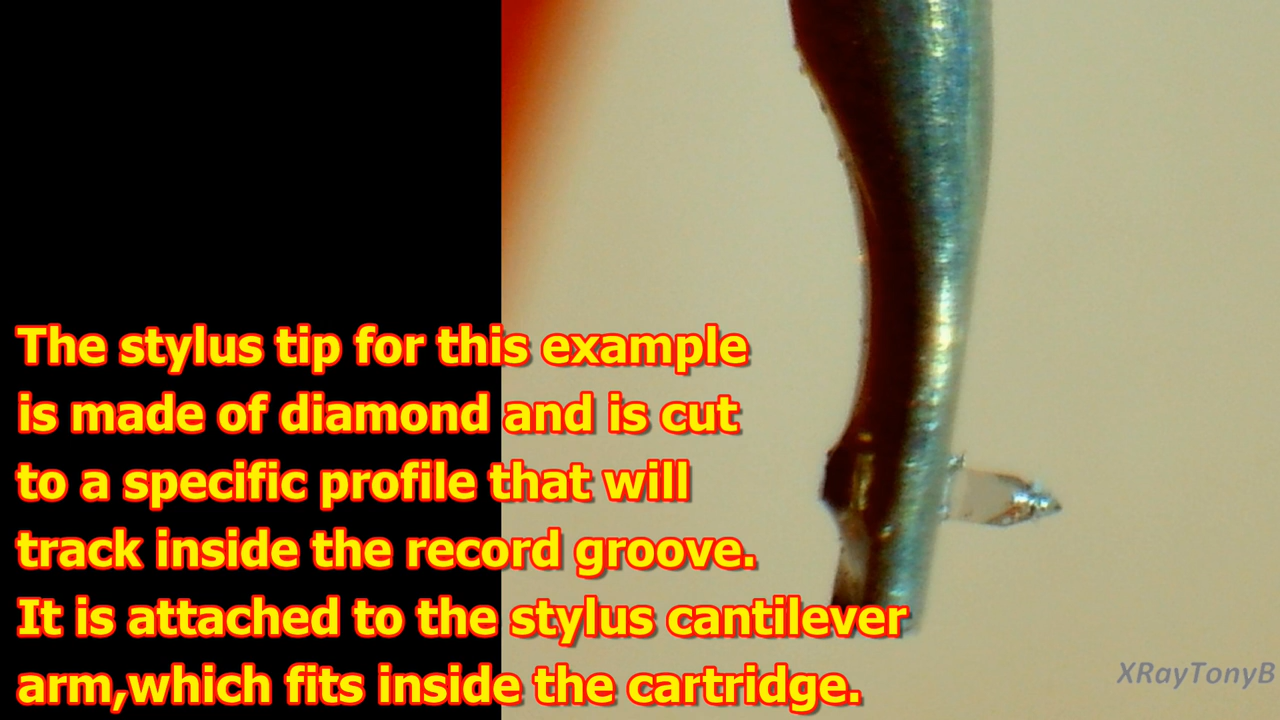 The stylus tip for this example
is made of diamond and is cut
to a specific profile that will
track inside the record groove.
It is attached to the stylus cantilever
arm,which fits inside the cartridge.
XRayTonyB